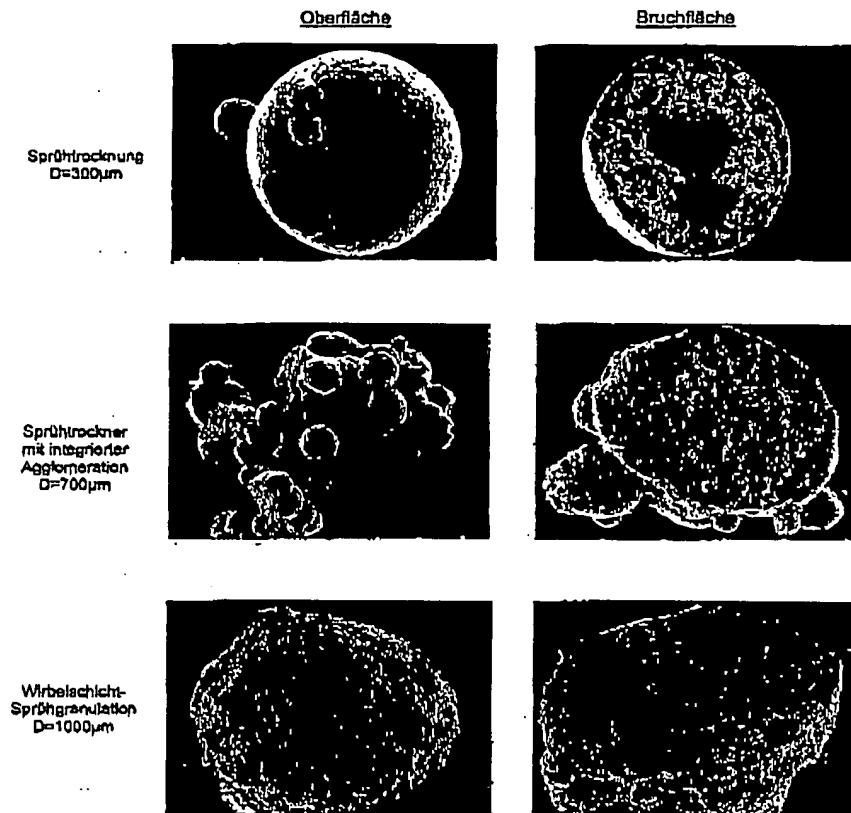 Oberfläche
Bruchfläche
Sprühtrocknung
D=300µm
Sprühtrockner
mit integrierter
Agglomeration
D=700µm
Wirbelschicht-
Sprühgranulation
D=1000µm